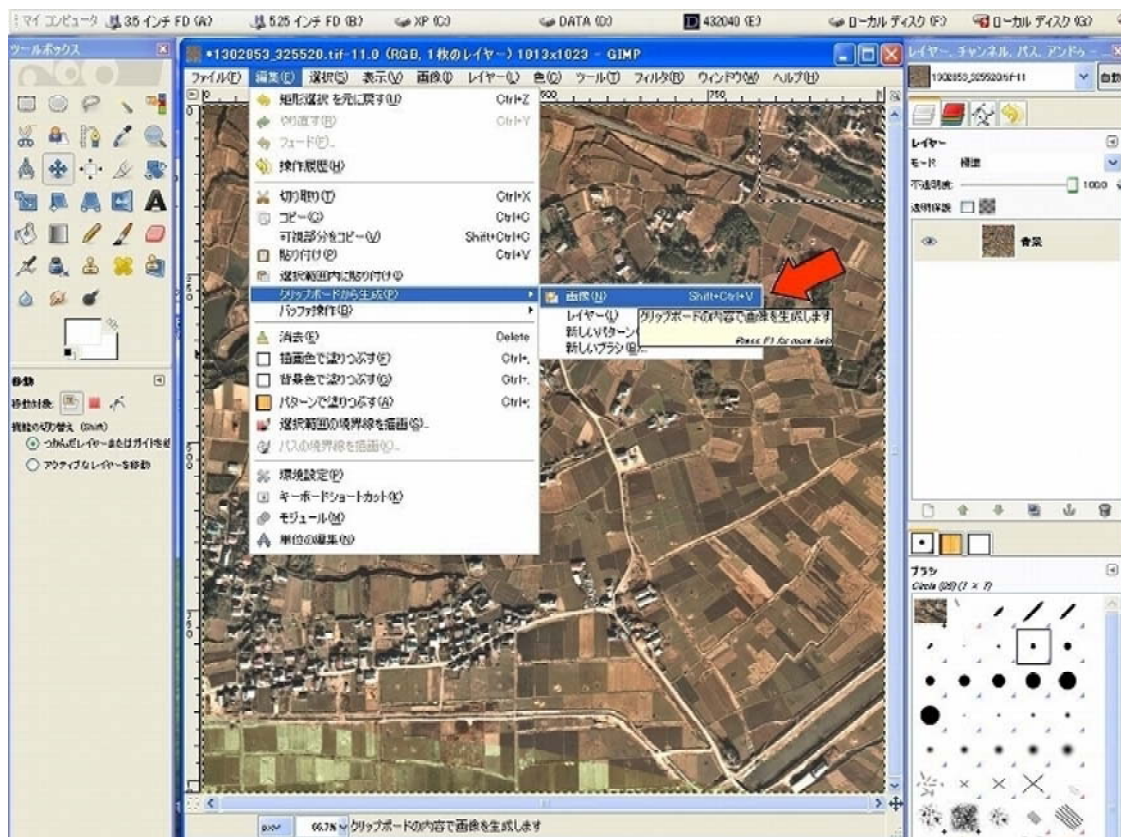 マイ コンピュータ 3.5 インチ FD (A) 5.25 インチ FD (B) XP (C) DATA (D) 432040 (E) ローカル ディスク (F) ローカル ディスク (G)
ツールボックス
*1302853_325520.tif-11.0 (RGB, 1枚のレイヤー) 1013x1023 – GIMP
レイヤー, チャンネル, パス, アンドゥ -...
ファイル(F) 編集(E) 選択(S) 表示(V) 画像(I) レイヤー(L) 色(C) ツール(T) フィルタ(R) ウィンドウ(W) ヘルプ(H)
1302853_325520.tif-11
自動
0 500 750
矩形選択 を元に戻す(U) Ctrl+Z
やり直す(R) Ctrl+Y
フェード(F)...
操作履歴(H)
切り取り(T) Ctrl+X
コピー(C) Ctrl+C
可視部分をコピー(V) Shift+Ctrl+C
貼り付け(P) Ctrl+V
選択範囲内に貼り付け(I)
クリップボードから生成(P)
バッファ操作(B)
消去(E) Delete
描画色で塗りつぶす(F) Ctrl+,
背景色で塗りつぶす(G) Ctrl+.
パターンで塗りつぶす(A) Ctrl+;
選択範囲の境界線を描画(S)...
パスの境界線を描画(K)...
環境設定(P)
キーボードショートカット(K)
モジュール(M)
単位の編集(N)
画像(N) Shift+Ctrl+V
レイヤー(L)
新しいパターン
新しいブラシ(B)...
クリップボードの内容で画像を生成します
Press F1 for more help
レイヤー
モード: 標準
不透明度: 100.0
透明保護:
背景
移動
移動対象:
機能の切り替え (Shift)
つかんだレイヤーまたはガイドを
アクティブなレイヤーを移動
ブラシ
Circle (03) (7 × 7)
px
66.7%
クリップボードの内容で画像を生成します